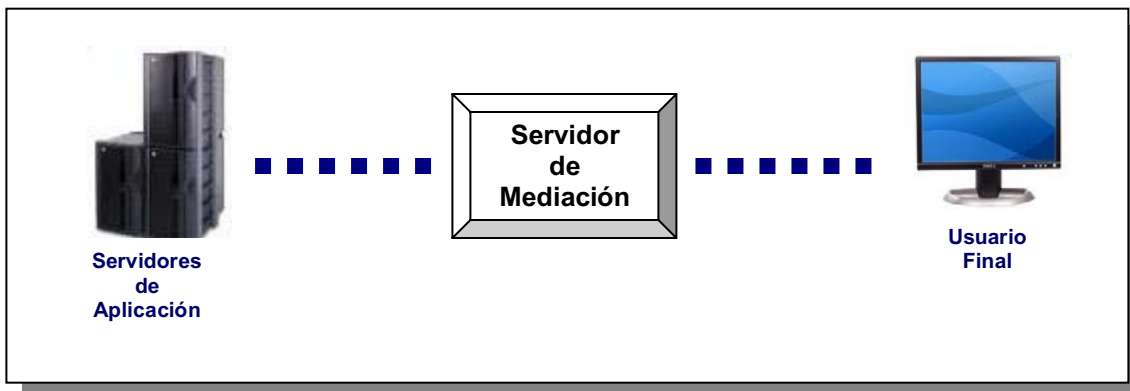 Servidores
de
Aplicación
Servidor
de
Mediación
Usuario
Final